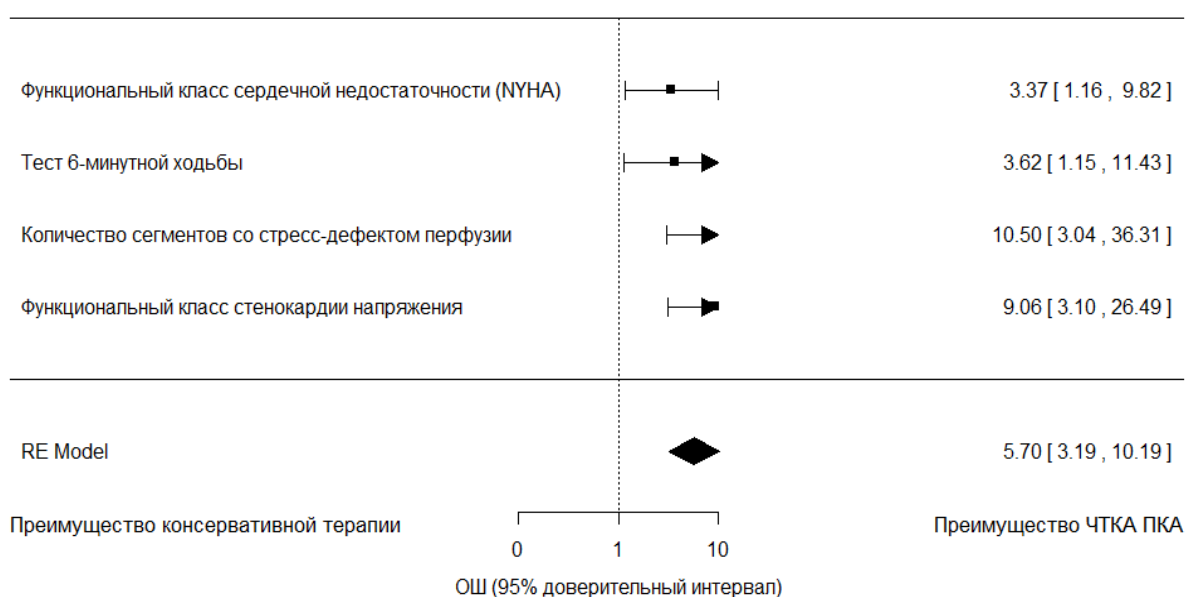 Функциональный класс сердечной недостаточности (NYHA) 3.37 [ 1.16 , 9.82 ]
Тест 6-минутной ходьбы 3.62 [ 1.15 , 11.43 ]
Количество сегментов со стресс-дефектом перфузии 10.50 [ 3.04 , 36.31 ]
Функциональный класс стенокардии напряжения 9.06 [ 3.10 , 26.49 ]
RE Model 5.70 [ 3.19 , 10.19 ]
Преимущество консервативной терапии Преимущество ЧТКА ПКА
0 1 10
ОШ (95% доверительный интервал)